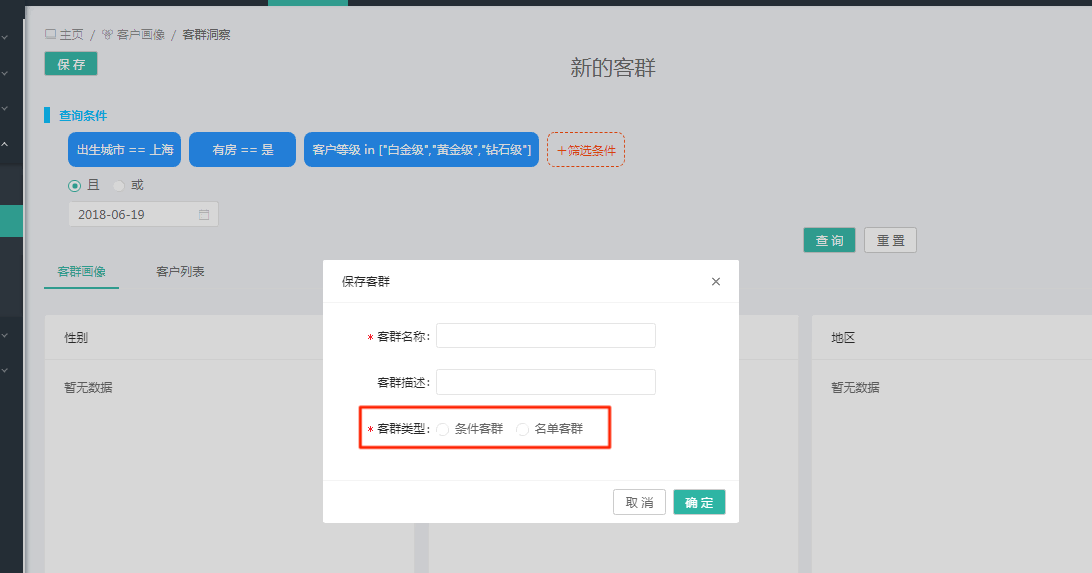 主页 / 客户画像 / 客群洞察
保存
新的客群
查询条件
出生城市 == 上海 有房 == 是 客户等级 in ["白金级","黄金级","钻石级"] +筛选条件
且 或
2018-06-19
查询 重置
客群画像 客户列表
性别
暂无数据
地区
暂无数据
保存客群 ×
* 客群名称:
客群描述:
* 客群类型: 条件客群 名单客群
取消 确定